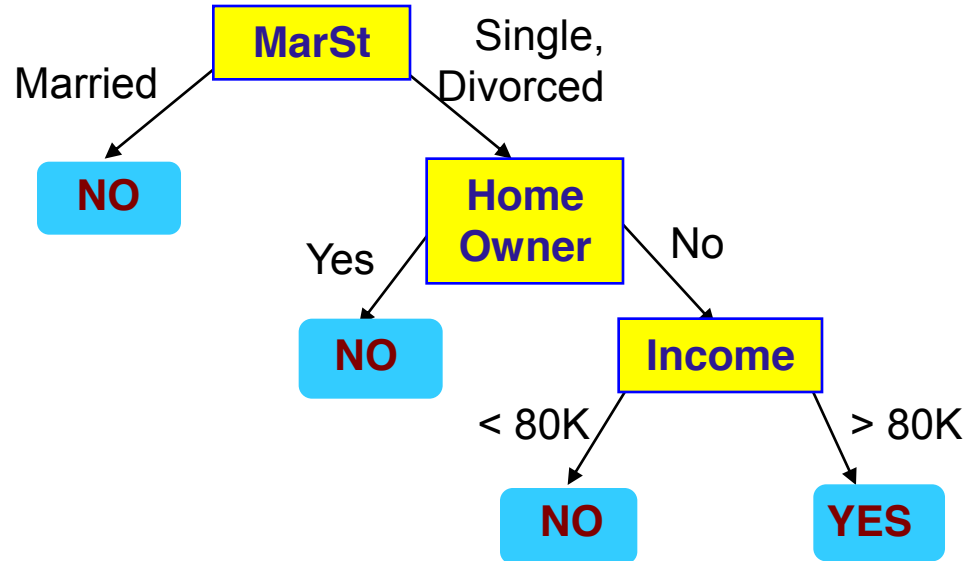 MarSt
Single,
Divorced
Married
NO
Home
Owner
Yes
No
NO
Income
< 80K
> 80K
NO
YES